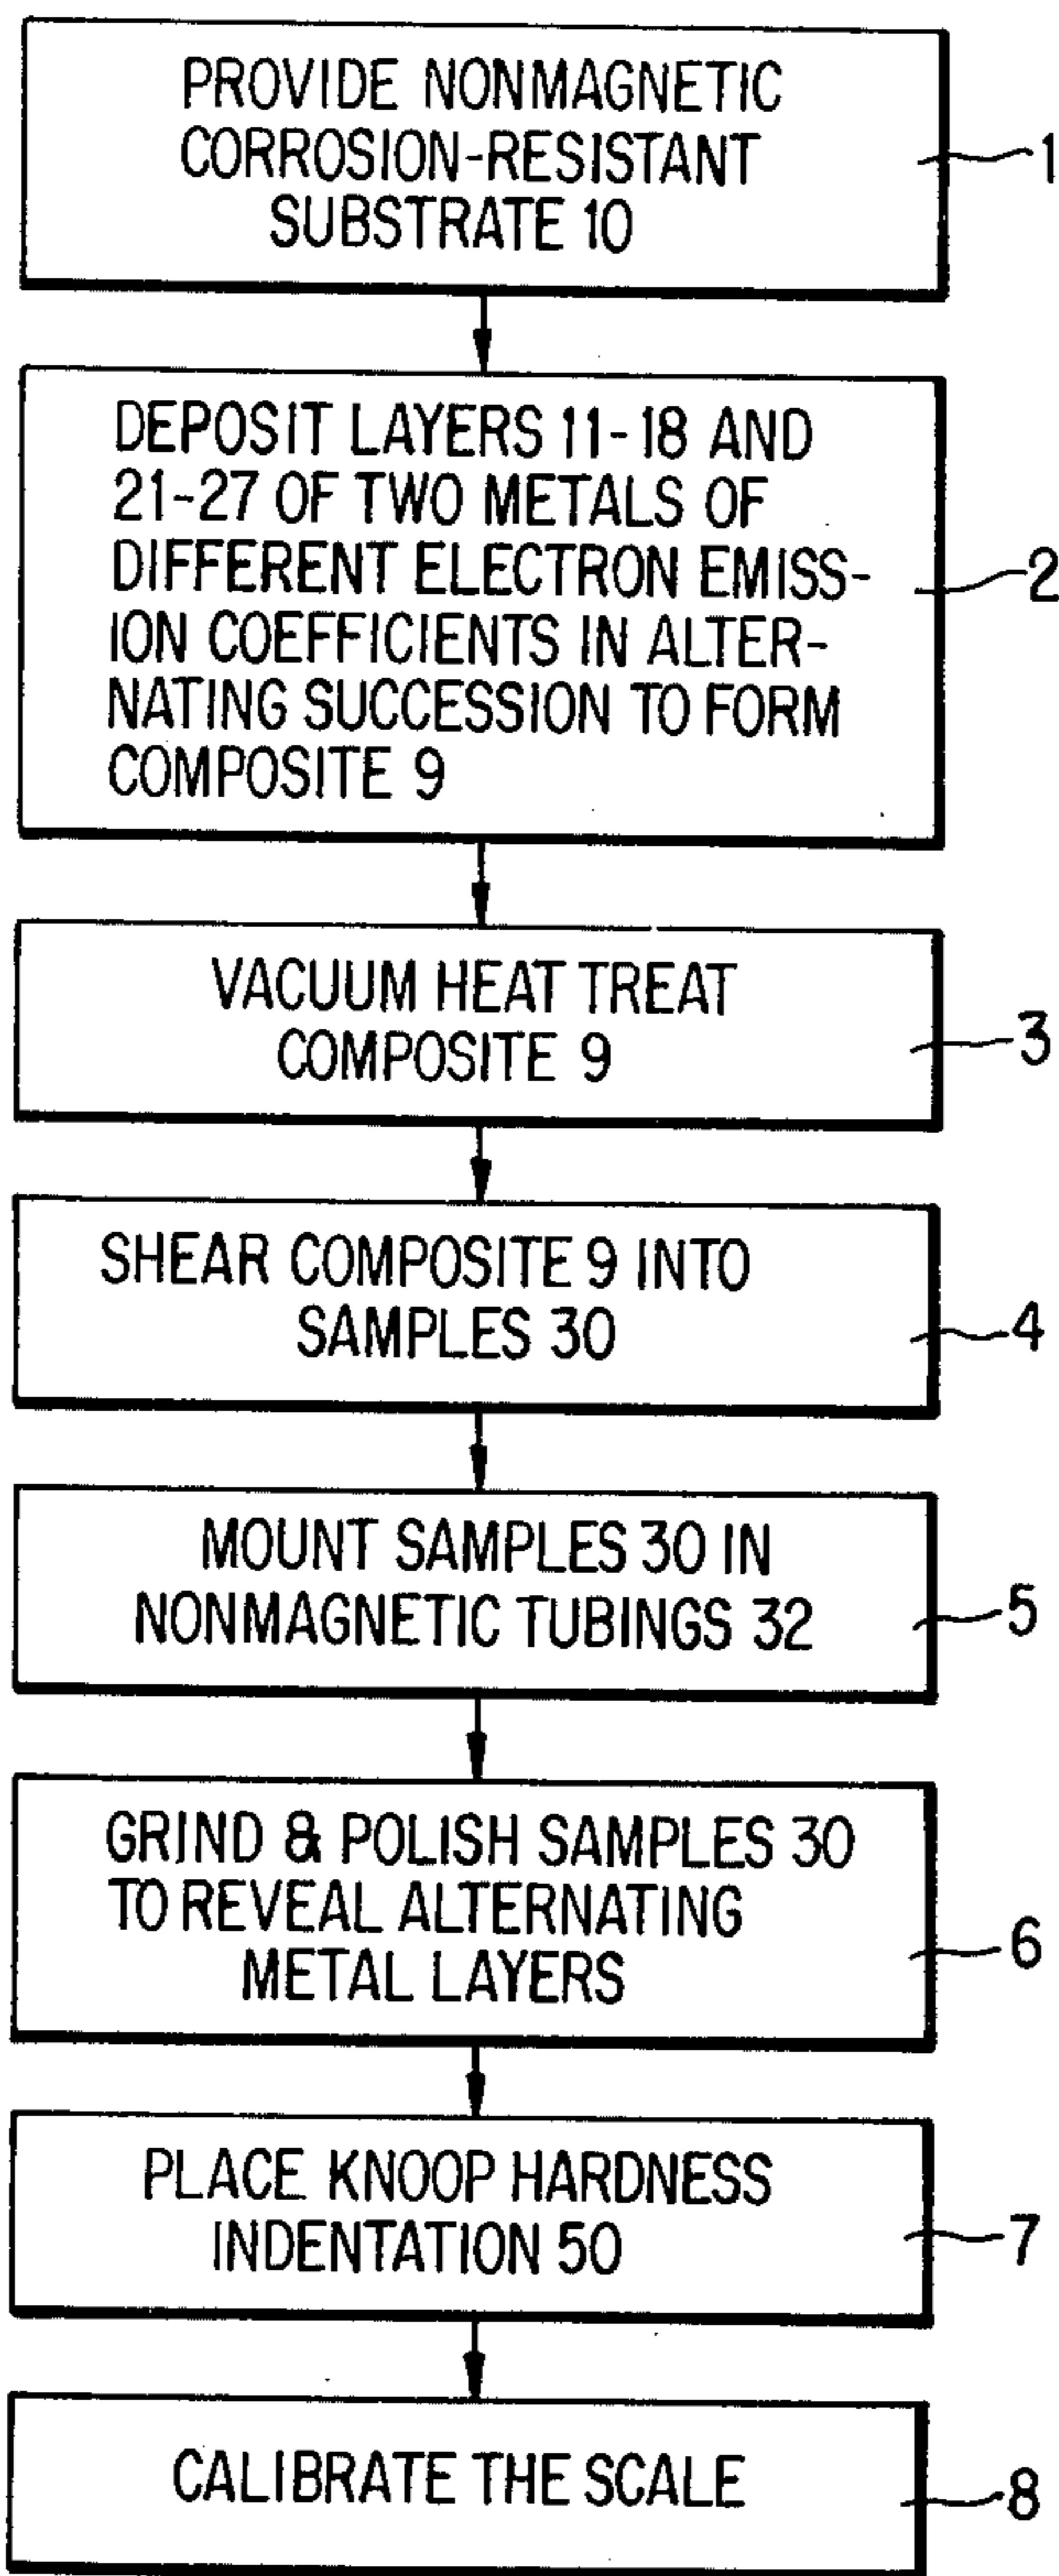 PROVIDE NONMAGNETIC
CORROSION-RESISTANT
SUBSTRATE 10
1
DEPOSIT LAYERS 11-18 AND
21-27 OF TWO METALS OF
DIFFERENT ELECTRON EMISS-
ION COEFFICIENTS IN ALTER-
NATING SUCCESSION TO FORM
COMPOSITE 9
2
VACUUM HEAT TREAT
COMPOSITE 9
3
SHEAR COMPOSITE 9 INTO
SAMPLES 30
4
MOUNT SAMPLES 30 IN
NONMAGNETIC TUBINGS 32
5
GRIND & POLISH SAMPLES 30
TO REVEAL ALTERNATING
METAL LAYERS
6
PLACE KNOOP HARDNESS
INDENTATION 50
7
CALIBRATE THE SCALE
8